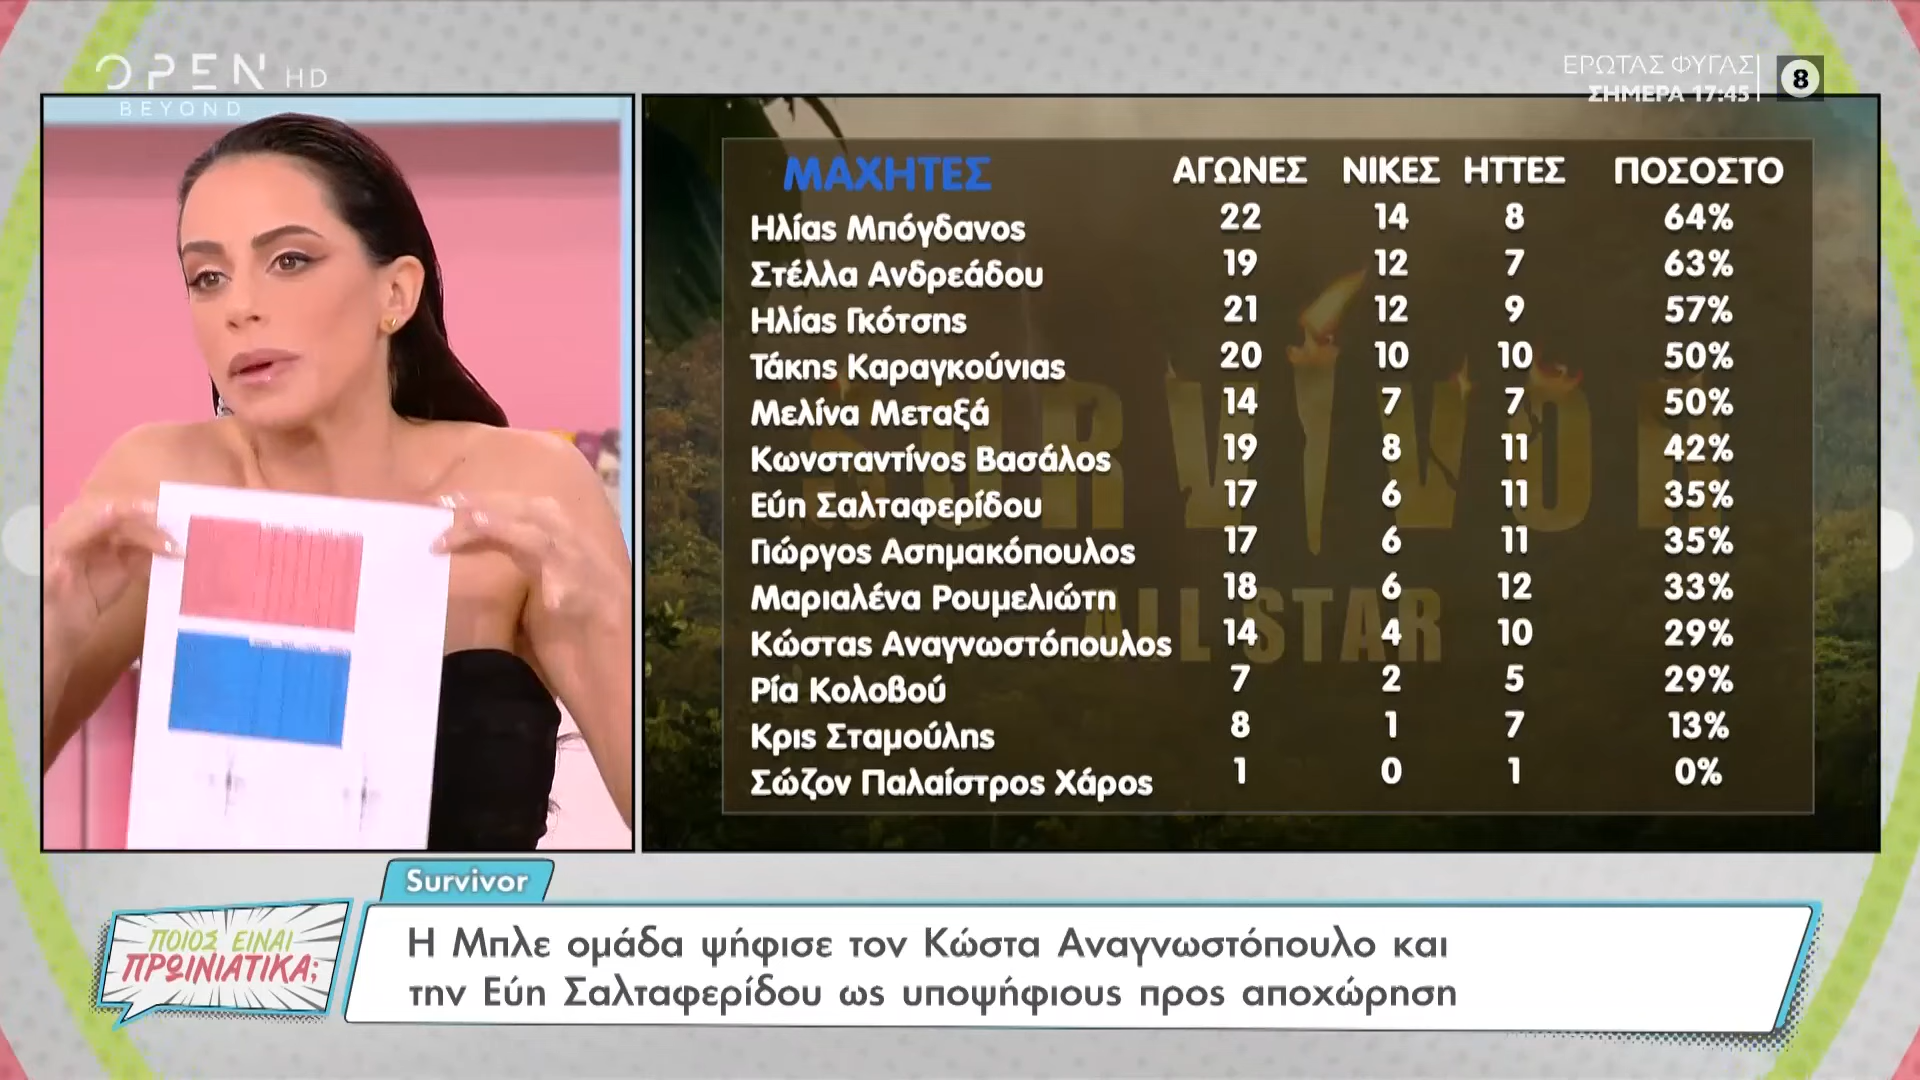 OPEN HD
BEYOND
ΕΡΩΤΑΣ ΦΥΓΑΣ
ΣΗΜΕΡΑ 17:45
8
ΜΑΧΗΤΕΣ ΑΓΩΝΕΣ ΝΙΚΕΣ ΗΤΤΕΣ ΠΟΣΟΣΤΟ
Ηλίας Μπόγδανος 22 14 8 64%
Στέλλα Ανδρεάδου 19 12 7 63%
Ηλίας Γκότσης 21 12 9 57%
Τάκης Καραγκούνιας 20 10 10 50%
Μελίνα Μεταξά 14 7 7 50%
Κωνσταντίνος Βασάλος 19 8 11 42%
Εύη Σαλταφερίδου 17 6 11 35%
Γιώργος Ασημακόπουλος 17 6 11 35%
Μαριαλένα Ρουμελιώτη 18 6 12 33%
Κώστας Αναγνωστόπουλος 14 4 10 29%
Ρία Κολοβού 7 2 5 29%
Κρις Σταμούλης 8 1 7 13%
Σώζον Παλαίστρος Χάρος 1 0 1 0%
SURVIVOR
ALL STAR
Survivor
ΠΟΙΟΣ ΕΙΝΑΙ
ΠΡΩΙΝΙΑΤΙΚΑ;
Η Μπλε ομάδα ψήφισε τον Κώστα Αναγνωστόπουλο και
την Εύη Σαλταφερίδου ως υποψήφιους προς αποχώρηση